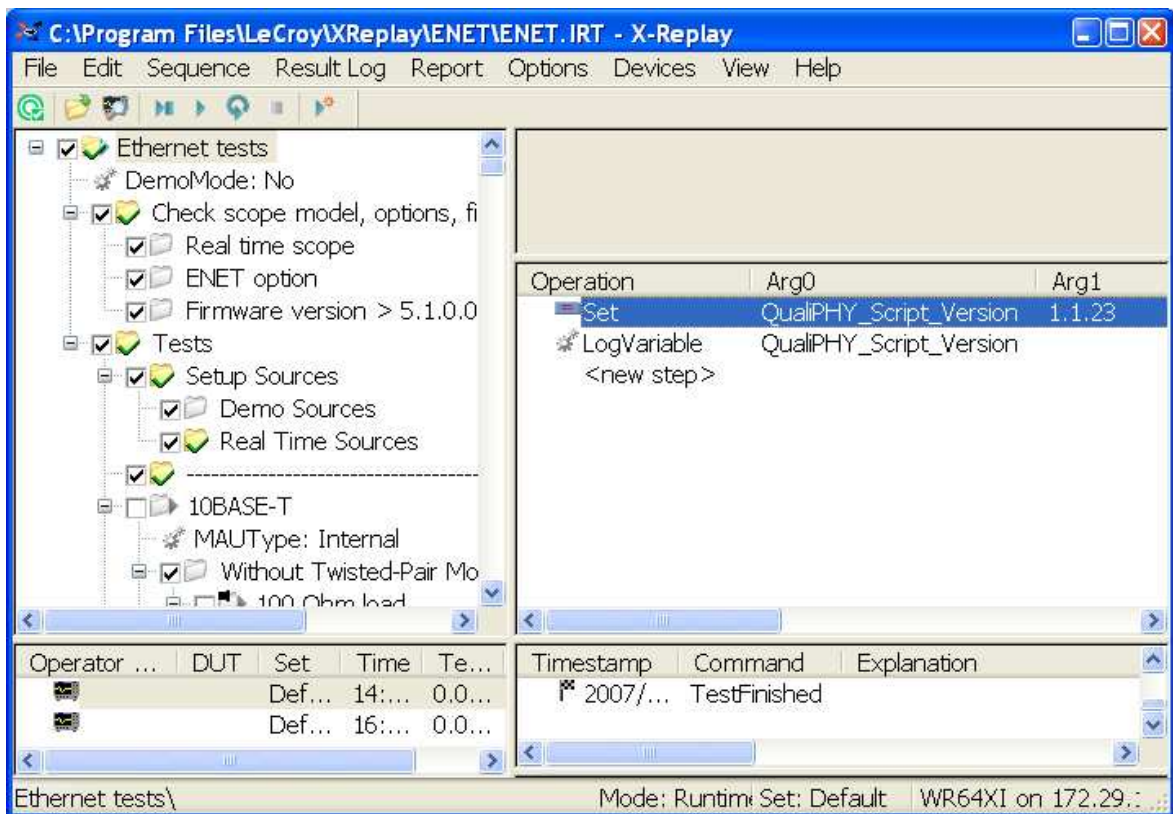 C:\Program Files\LeCroy\XReplay\ENET\ENET.IRT - X-Replay
File Edit Sequence Result Log Report Options Devices View Help
Ethernet tests
DemoMode: No
Check scope model, options, fi
Real time scope
ENET option
Firmware version > 5.1.0.0
Tests
Setup Sources
Demo Sources
Real Time Sources
----------------------------------------
10BASE-T
MAUType: Internal
Without Twisted-Pair Mo
100 Ohm load
Operation Arg0 Arg1
Set QualiPHY_Script_Version 1.1.23
LogVariable QualiPHY_Script_Version
<new step>
Operator ... DUT Set Time Te...
Def... 14:... 0.0...
Def... 16:... 0.0...
Timestamp Command Explanation
2007/... TestFinished
Ethernet tests\ Mode: Runtim Set: Default WR64XI on 172.29.